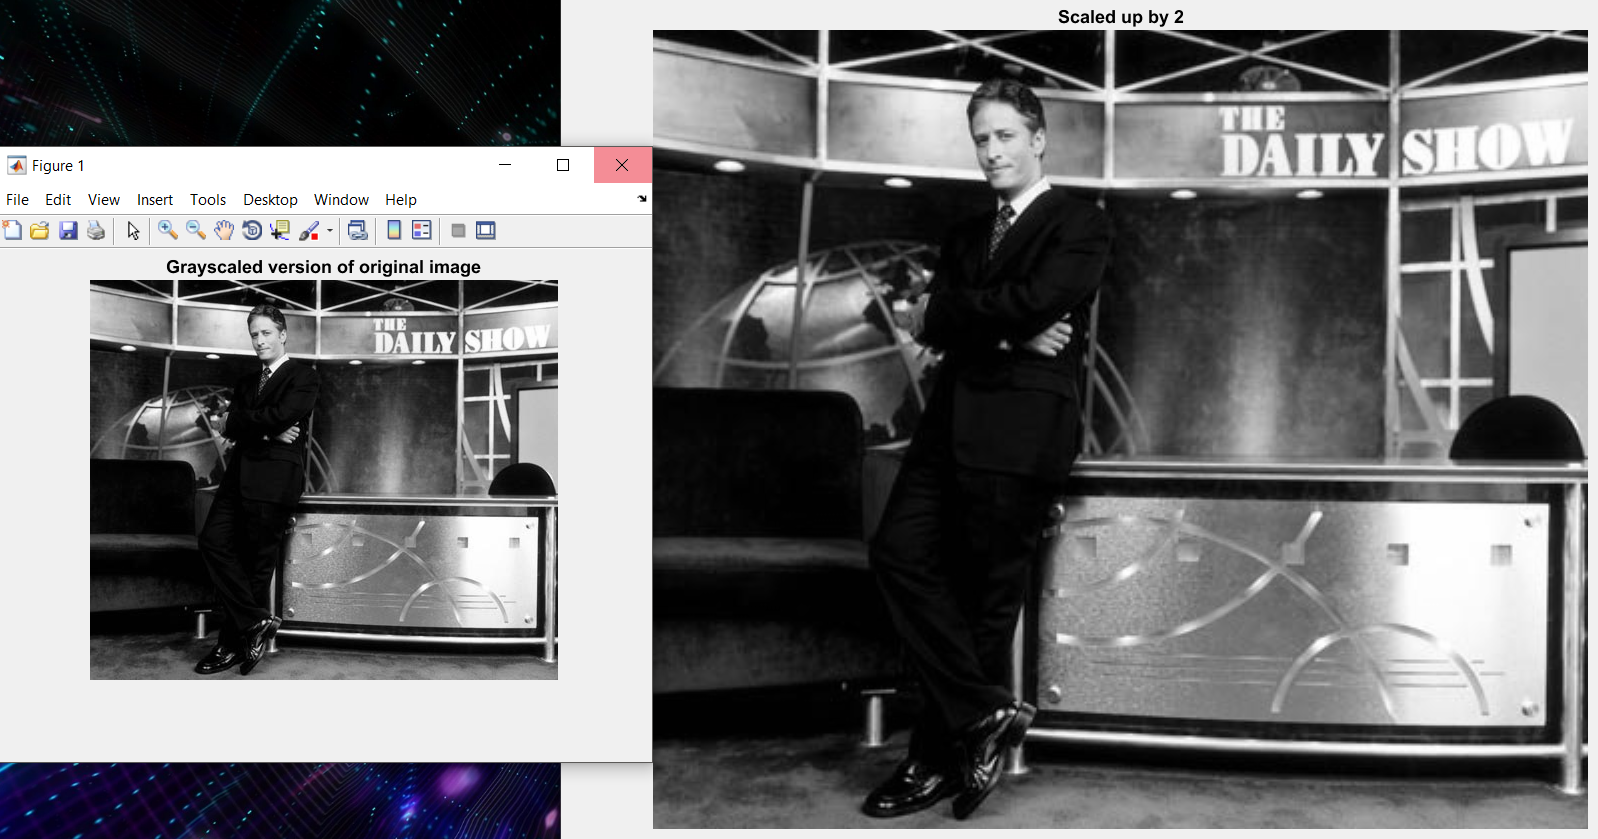 Scaled up by 2
THE
DAILY SHOW
Figure 1
File Edit View Insert Tools Desktop Window Help
Grayscaled version of original image
THE
DAILY SHOW